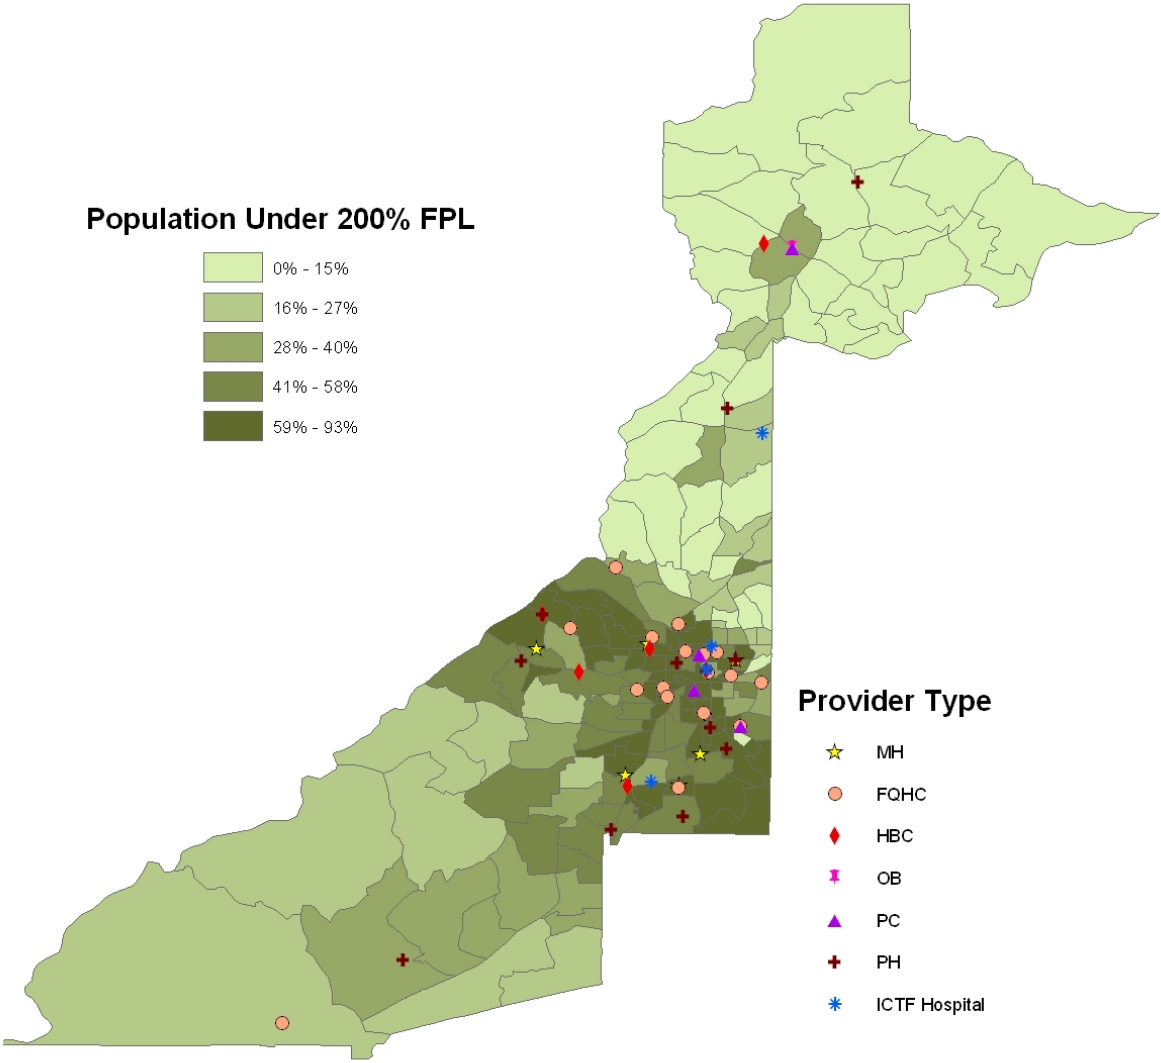 Population Under 200% FPL
0% - 15%
16% - 27%
28% - 40%
41% - 58%
59% - 93%
Provider Type
MH
FQHC
HBC
OB
PC
PH
ICTF Hospital